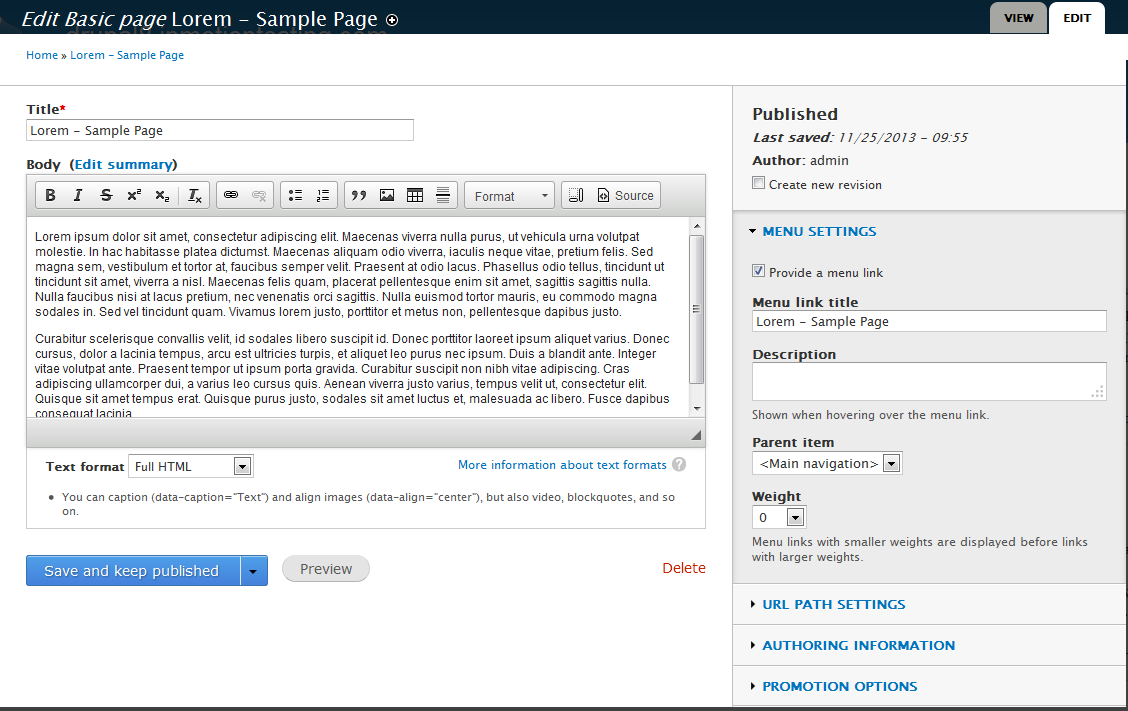 Edit Basic page Lorem - Sample Page
VIEW
EDIT
Home » Lorem - Sample Page
Title*
Lorem - Sample Page
Body (Edit summary)
B I S x² x₂ Tx
Format
Source
Lorem ipsum dolor sit amet, consectetur adipiscing elit. Maecenas viverra nulla purus, ut vehicula urna volutpat
molestie. In hac habitasse platea dictumst. Maecenas aliquam odio viverra, iaculis neque vitae, pretium felis. Sed
magna sem, vestibulum et tortor at, faucibus semper velit. Praesent at odio lacus. Phasellus odio tellus, tincidunt ut
tincidunt sit amet, viverra a nisl. Maecenas felis quam, placerat pellentesque enim sit amet, sagittis sagittis nulla.
Nulla faucibus nisi at lacus pretium, nec venenatis orci sagittis. Nulla euismod tortor mauris, eu commodo magna
sodales in. Sed vel tincidunt quam. Vivamus lorem justo, porttitor et metus non, pellentesque dapibus justo.
Curabitur scelerisque convallis velit, id sodales libero suscipit id. Donec porttitor laoreet ipsum aliquet varius. Donec
cursus, dolor a lacinia tempus, arcu est ultricies turpis, et aliquet leo purus nec ipsum. Duis a blandit ante. Integer
vitae volutpat ante. Praesent tempor ut ipsum porta gravida. Curabitur suscipit non nibh vitae adipiscing. Cras
adipiscing ullamcorper dui, a varius leo cursus quis. Aenean viverra justo varius, tempus velit ut, consectetur elit.
Quisque sit amet tempus erat. Quisque purus justo, sodales sit amet luctus et, malesuada ac libero. Fusce dapibus
consequat lacinia.
Text format
Full HTML
More information about text formats ?
• You can caption (data-caption="Text") and align images (data-align="center"), but also video, blockquotes, and so
on.
Save and keep published
Preview
Delete
Published
Last saved: 11/25/2013 - 09:55
Author: admin
Create new revision
MENU SETTINGS
Provide a menu link
Menu link title
Lorem - Sample Page
Description
Shown when hovering over the menu link.
Parent item
<Main navigation>
Weight
0
Menu links with smaller weights are displayed before links
with larger weights.
URL PATH SETTINGS
AUTHORING INFORMATION
PROMOTION OPTIONS